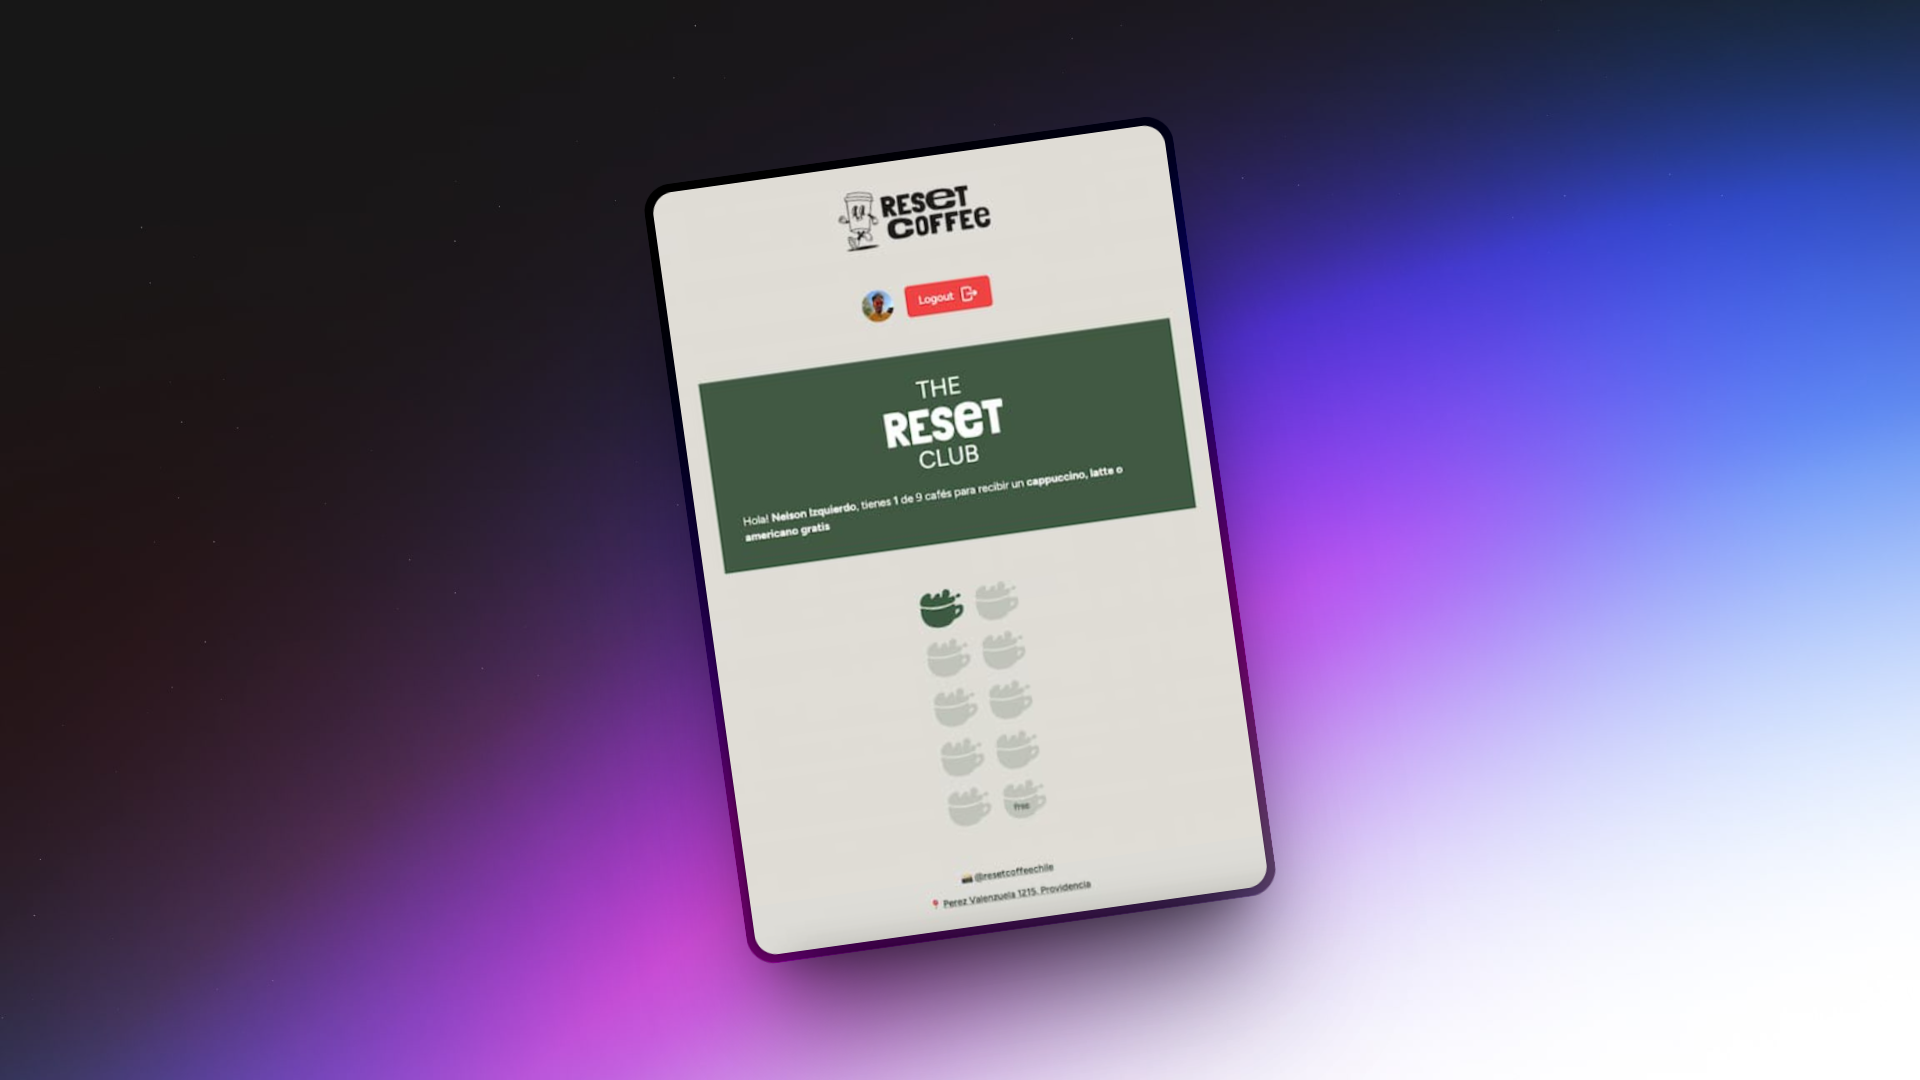 RESET
COFFEE
Logout
THE
RESET
CLUB
Hola! Nelson Izquierdo, tienes 1 de 9 cafés para recibir un cappuccino, latte o
americano gratis
free
@resetcoffeechile
Perez Valenzuela 1215, Providencia